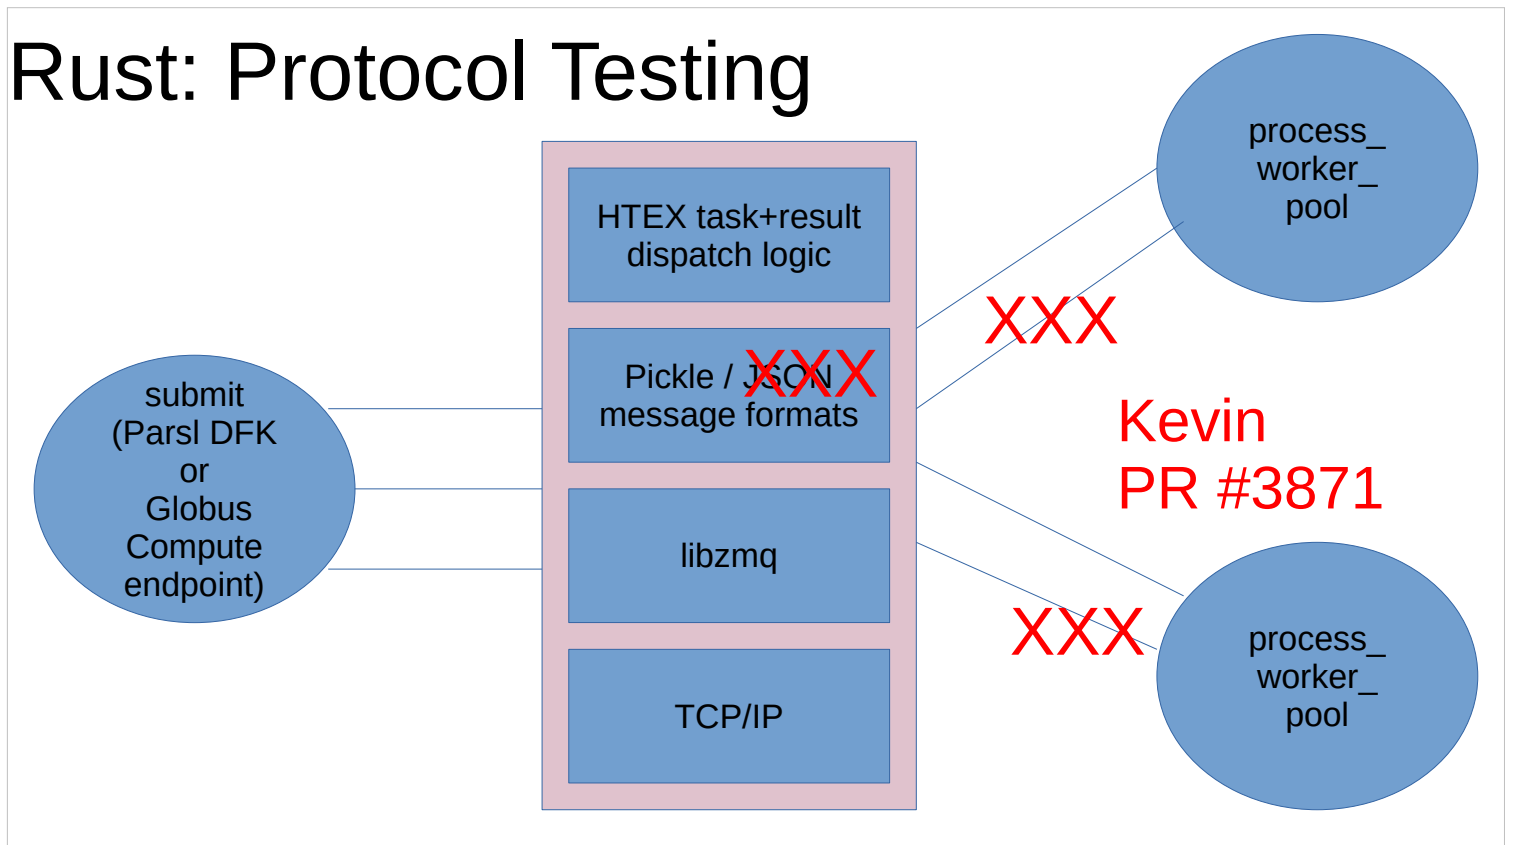 Rust: Protocol Testing
submit
(Parsl DFK
or
Globus
Compute
endpoint)
HTEX task+result
dispatch logic
Pickle / JSON
XXX
message formats
libzmq
TCP/IP
process_
worker_
pool
XXX
Kevin
PR #3871
XXX
process_
worker_
pool